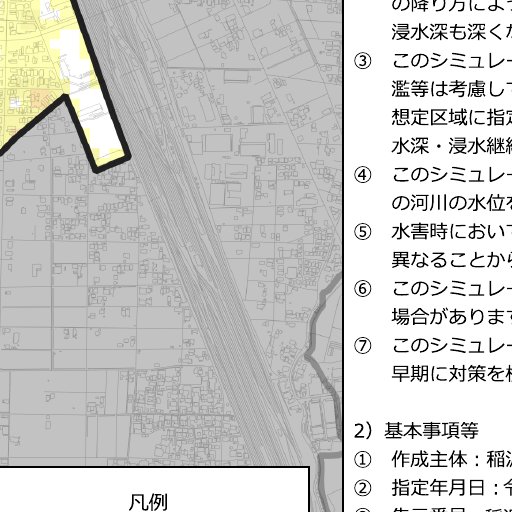 の降り方によっ
浸水深も深くな
③ このシミュレー
濫等は考慮して
想定区域に指定
水深・浸水継続
④ このシミュレー
の河川の水位を
⑤ 水害時において
異なることから
⑥ このシミュレー
場合があります
⑦ このシミュレー
早期に対策を検
2）基本事項等
① 作成主体：稲沢
② 指定年月日：令
凡例